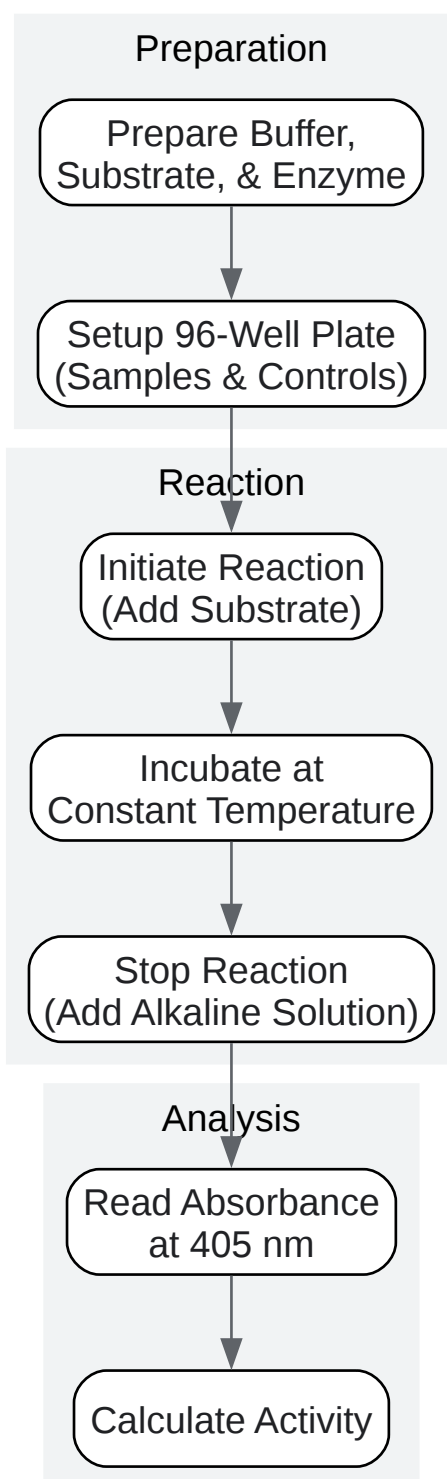 Preparation
Prepare Buffer,
Substrate, & Enzyme
Setup 96-Well Plate
(Samples & Controls)
Reaction
Initiate Reaction
(Add Substrate)
Incubate at
Constant Temperature
Stop Reaction
(Add Alkaline Solution)
Analysis
Read Absorbance
at 405 nm
Calculate Activity